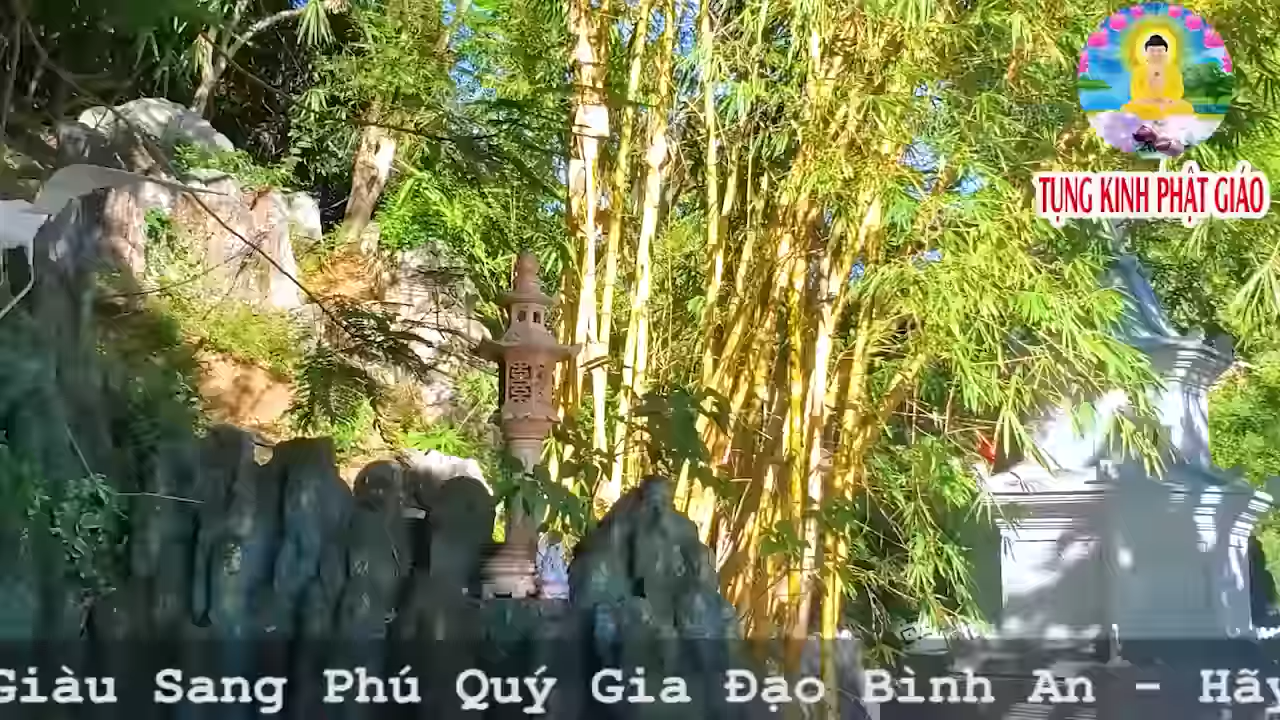 TỤNG KINH PHẬT GIÁO
Giàu Sang Phú Quý Gia Đạo Bình An - Hãy